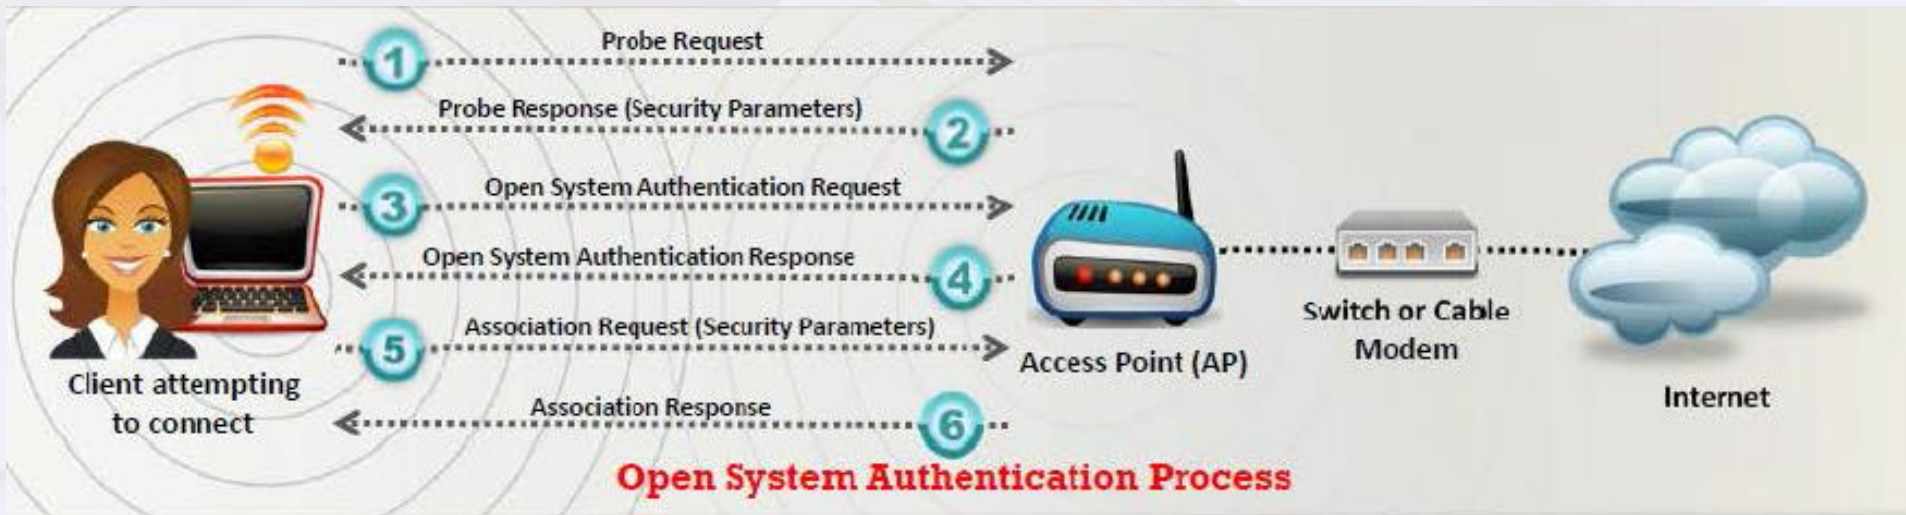 1
Probe Request
Probe Response (Security Parameters)
2
3
Open System Authentication Request
Open System Authentication Response
4
5
Association Request (Security Parameters)
Association Response
6
Client attempting
to connect
Access Point (AP)
Switch or Cable
Modem
Internet
Open System Authentication Process